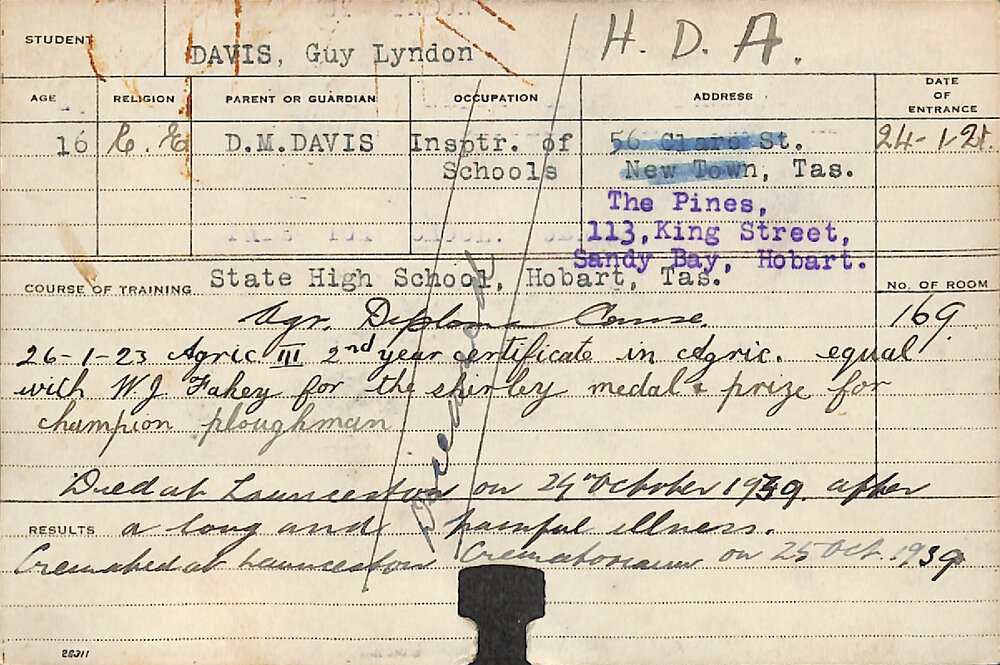 H. D. A.
STUDENT DAVIS, Guy Lyndon
AGE RELIGION PARENT OR GUARDIAN OCCUPATION ADDRESS DATE OF ENTRANCE
16 C. E. D.M.DAVIS Insptr. of Schools 56 Clare St. 24-1-21.
New Town, Tas.
The Pines,
113, King Street,
Sandy Bay, Hobart.
COURSE OF TRAINING State High School, Hobart, Tas. No. OF ROOM
Agr. Diploma Course. 169.
26-1-23 Agric III 2nd year certificate in Agric. equal
with W.J. Fahey for the shirley medal & prize for
champion ploughman
Deceased
Died at Launceston on 24th October 1939. after
RESULTS a long and painful illness.
Cremated at Launceston Crematorium on 25 Oct. 1939
26311